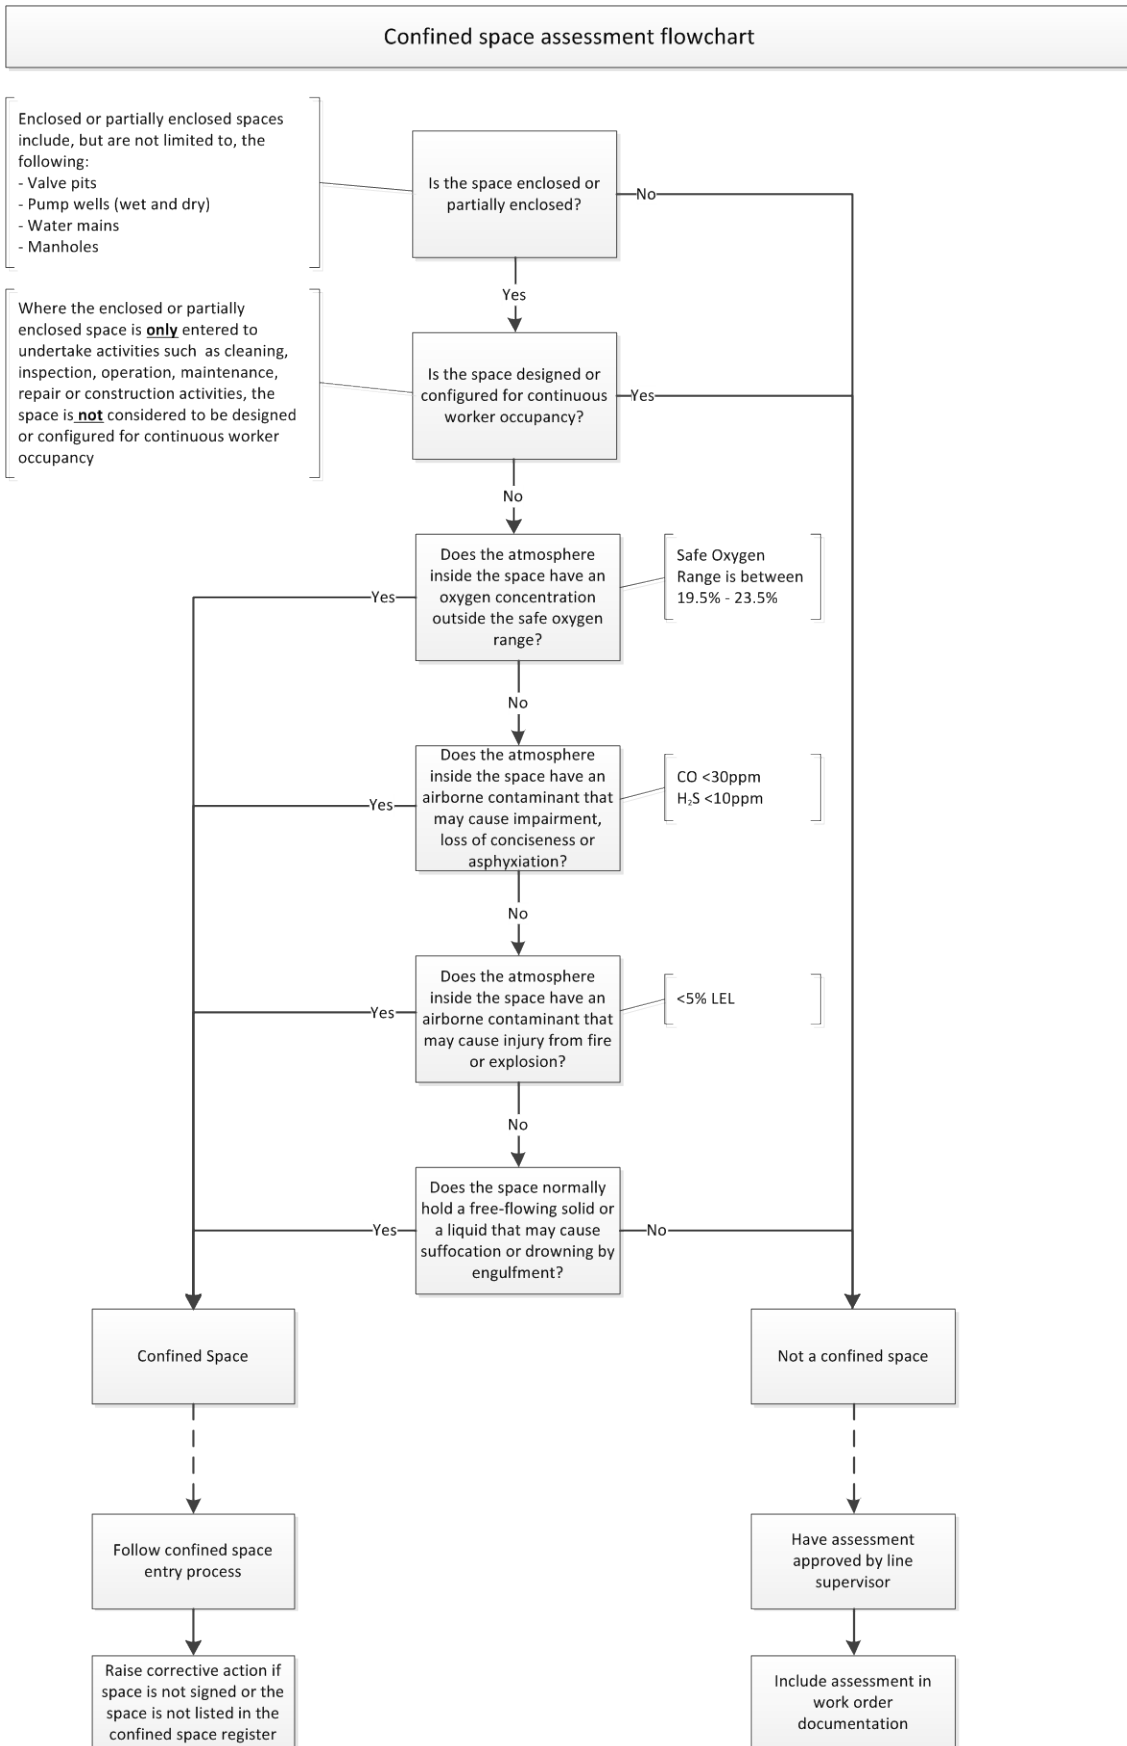 Confined space assessment flowchart
Enclosed or partially enclosed spaces
include, but are not limited to, the
following:
- Valve pits
- Pump wells (wet and dry)
- Water mains
- Manholes
Is the space enclosed or
partially enclosed?
No
Yes
Where the enclosed or partially
enclosed space is only entered to
undertake activities such as cleaning,
inspection, operation, maintenance,
repair or construction activities, the
space is not considered to be designed
or configured for continuous worker
occupancy
Is the space designed or
configured for continuous
worker occupancy?
Yes
No
Does the atmosphere
inside the space have an
oxygen concentration
outside the safe oxygen
range?
Safe Oxygen
Range is between
19.5% - 23.5%
Yes
No
Does the atmosphere
inside the space have an
airborne contaminant that
may cause impairment,
loss of conciseness or
asphyxiation?
CO <30ppm
H₂S <10ppm
Yes
No
Does the atmosphere
inside the space have an
airborne contaminant that
may cause injury from fire
or explosion?
<5% LEL
Yes
No
Does the space normally
hold a free-flowing solid or
a liquid that may cause
suffocation or drowning by
engulfment?
Yes
No
Confined Space
Not a confined space
Follow confined space
entry process
Have assessment
approved by line
supervisor
Raise corrective action if
space is not signed or the
space is not listed in the
confined space register
Include assessment in
work order
documentation